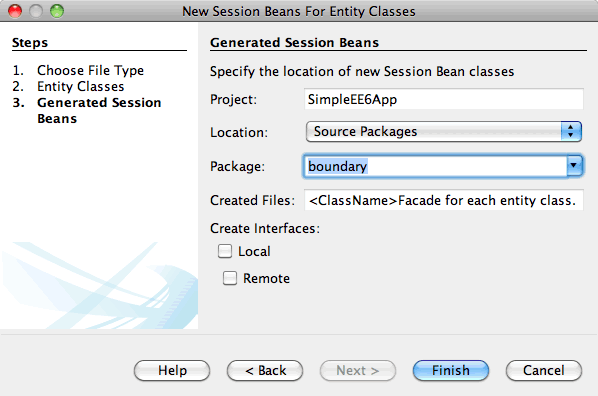 New Session Beans For Entity Classes
Steps
1. Choose File Type
2. Entity Classes
3. Generated Session
Beans
Generated Session Beans
Specify the location of new Session Bean classes
Project: SimpleEE6App
Location: Source Packages
Package: boundary
Created Files: <ClassName>Facade for each entity class.
Create Interfaces:
Local
Remote
Help < Back Next > Finish Cancel